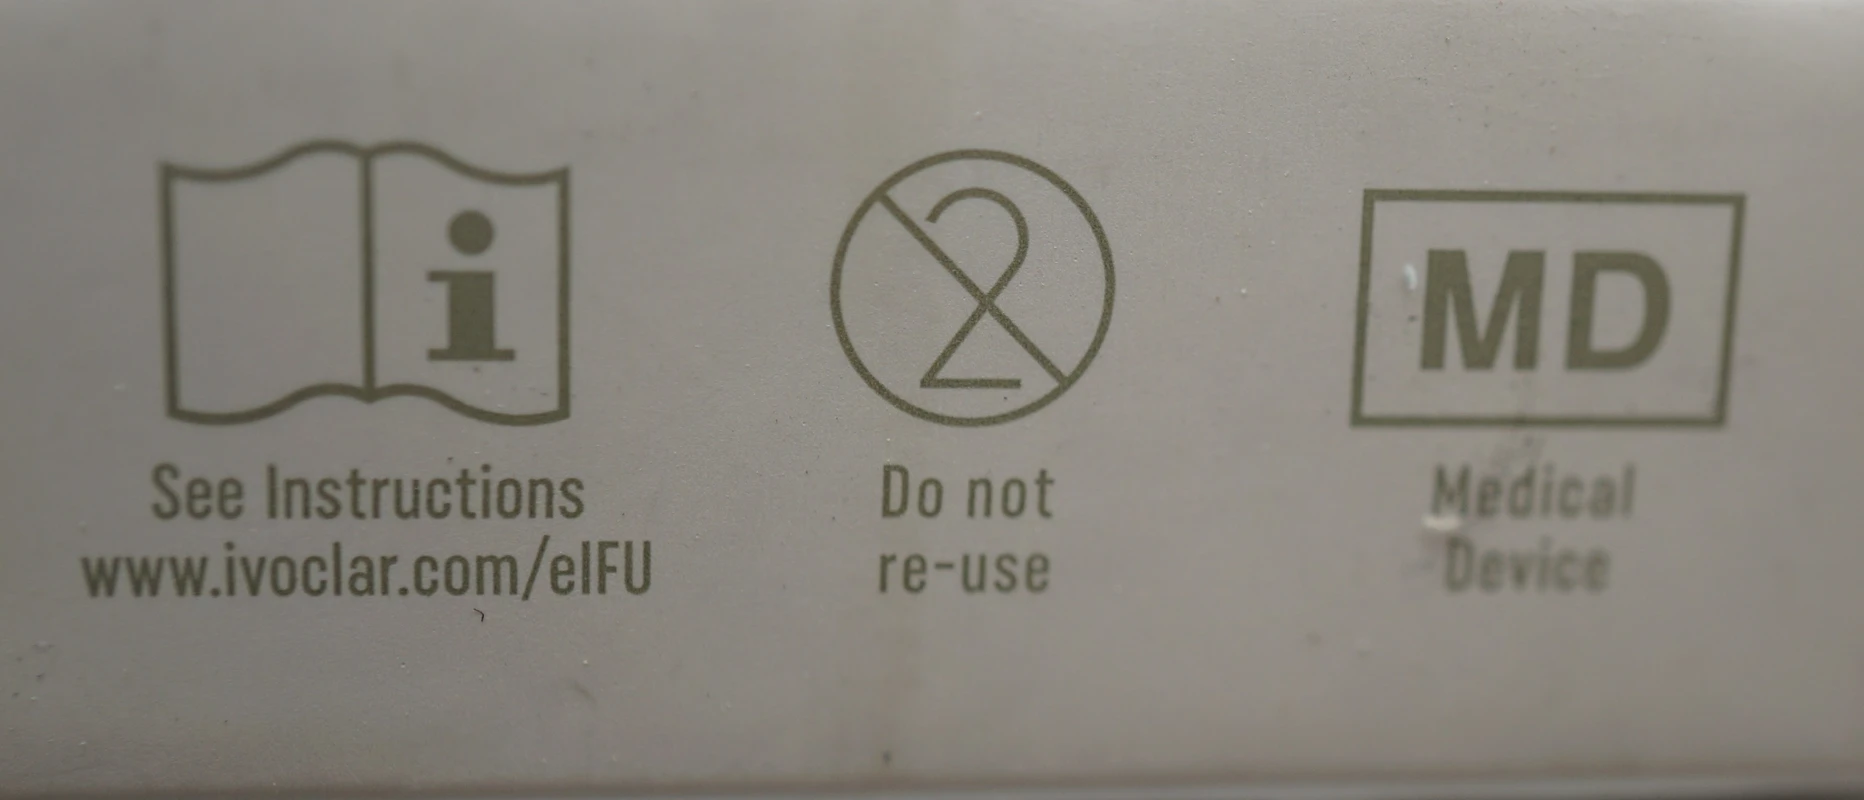 i
2
MD
See Instructions
www.ivoclar.com/eIFU
Do not
re-use
Medical
Device